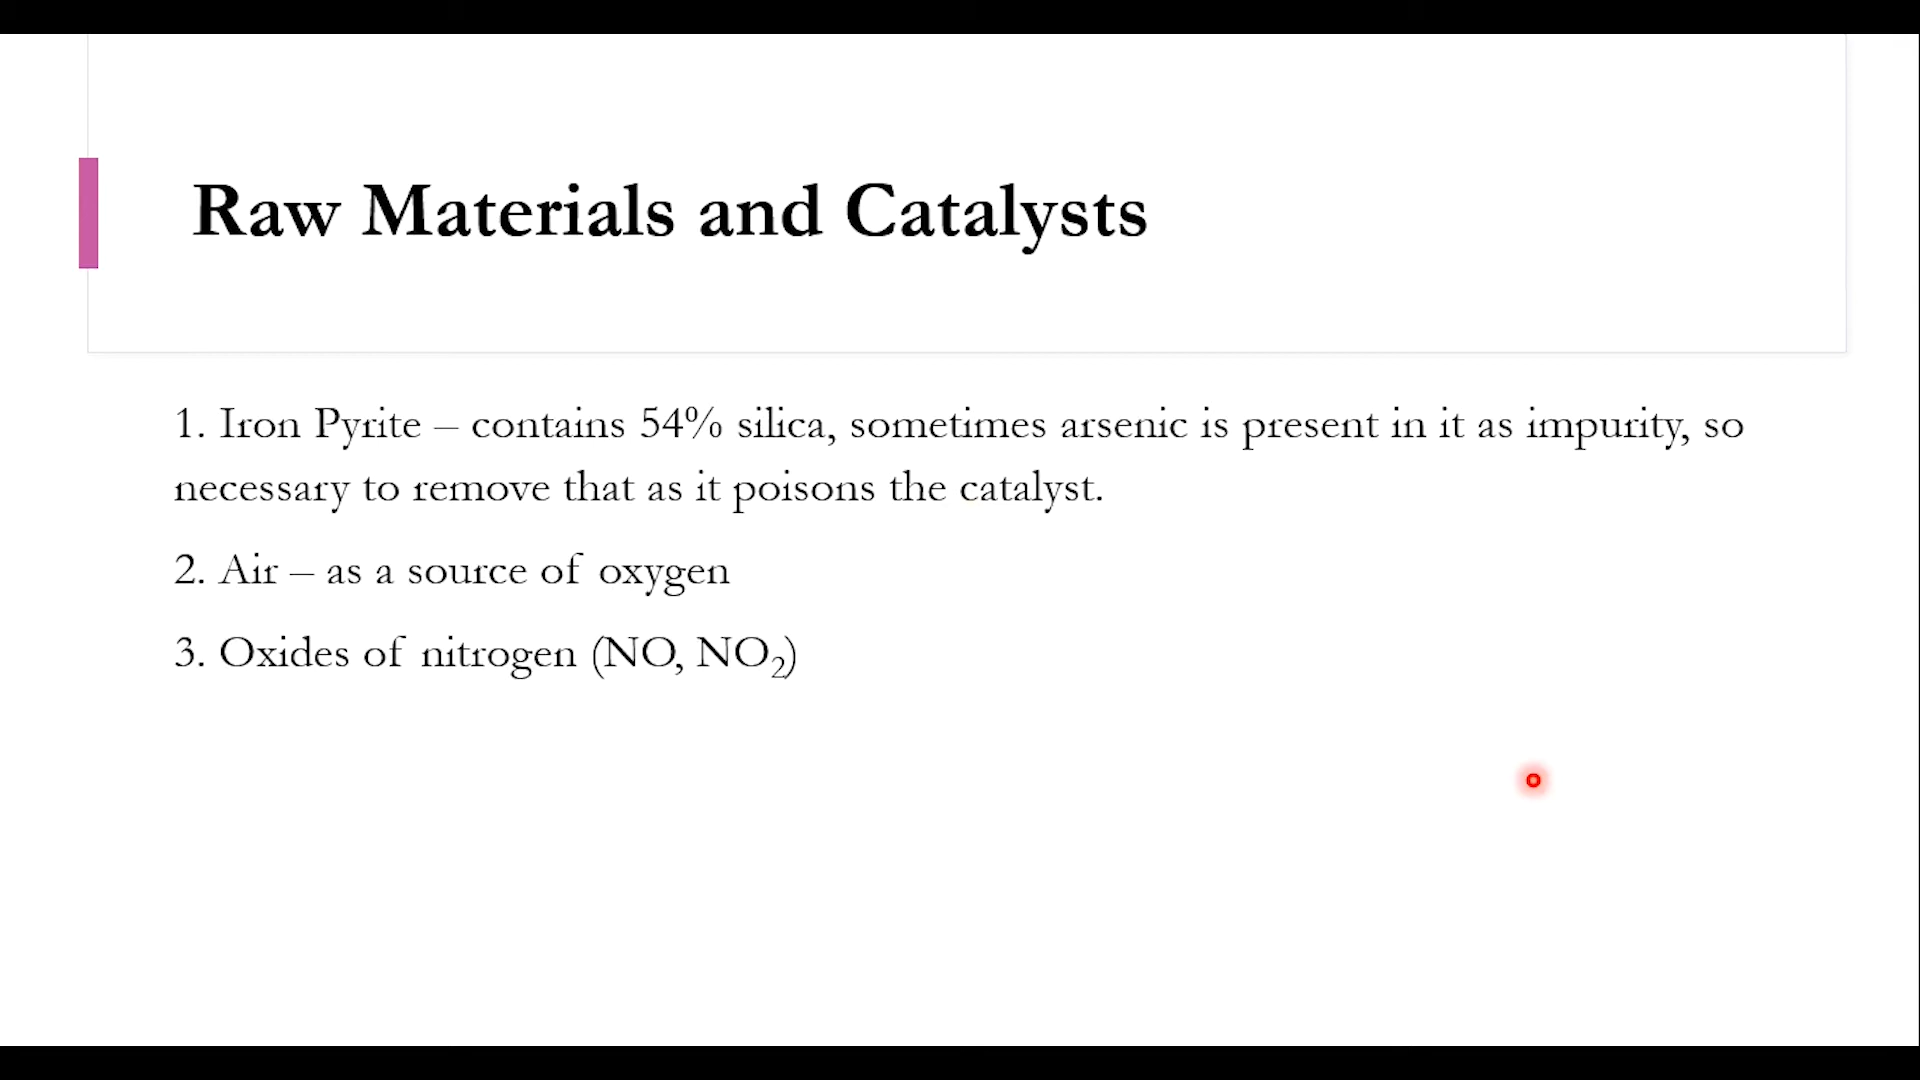 Raw Materials and Catalysts
1. Iron Pyrite – contains 54% silica, sometimes arsenic is present in it as impurity, so
necessary to remove that as it poisons the catalyst.
2. Air – as a source of oxygen
3. Oxides of nitrogen (NO, NO₂)